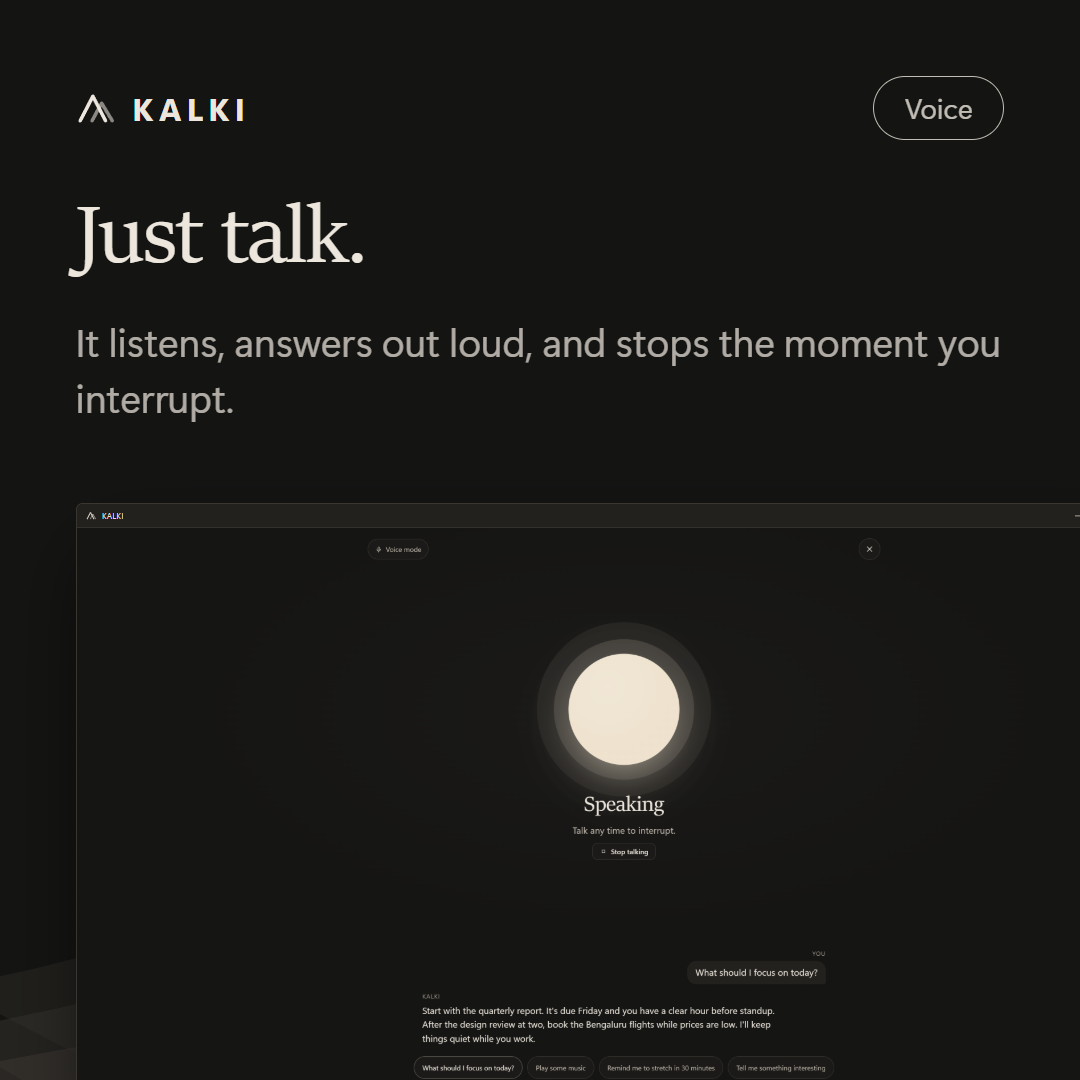 KALKI
Voice
Just talk.
It listens, answers out loud, and stops the moment you
interrupt.
KALKI
Voice mode
Speaking
Talk any time to interrupt.
Stop talking
YOU
What should I focus on today?
KALKI
Start with the quarterly report. It's due Friday and you have a clear hour before standup.
After the design review at two, book the Bengaluru flights while prices are low. I'll keep
things quiet while you work.
What should I focus on today?
Play some music
Remind me to stretch in 30 minutes
Tell me something interesting